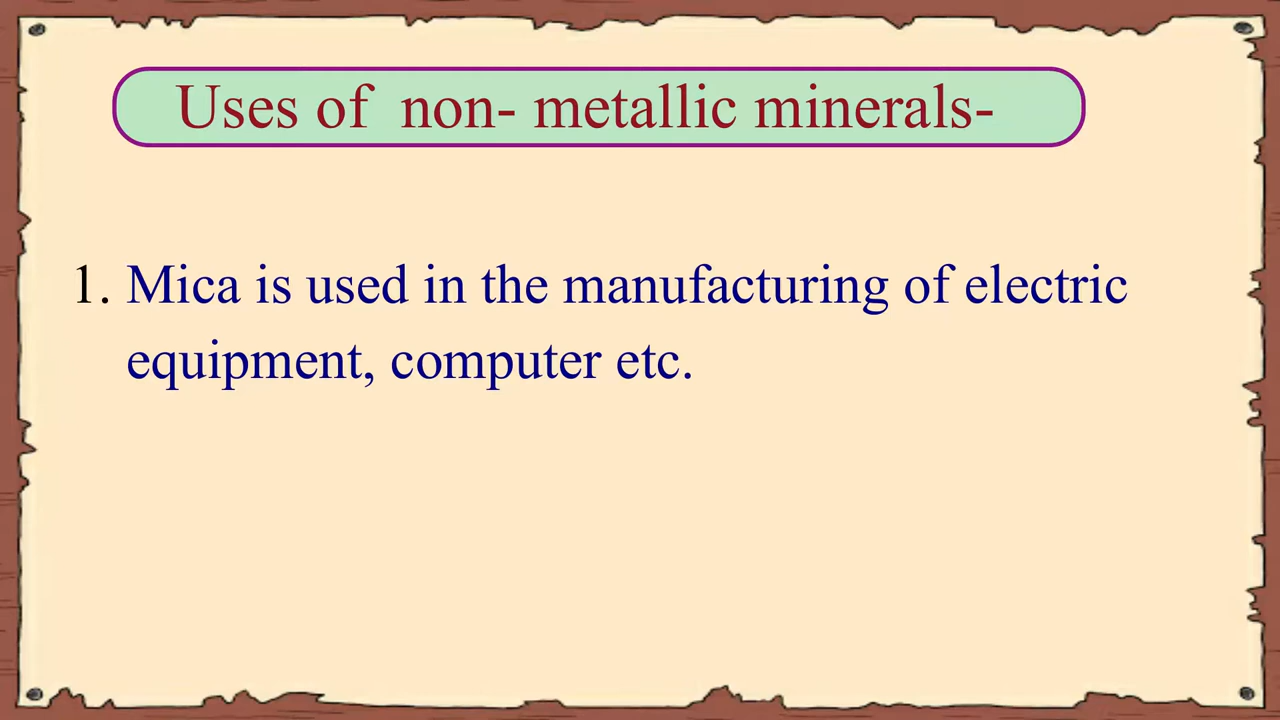 Uses of non- metallic minerals-
1. Mica is used in the manufacturing of electric
equipment, computer etc.